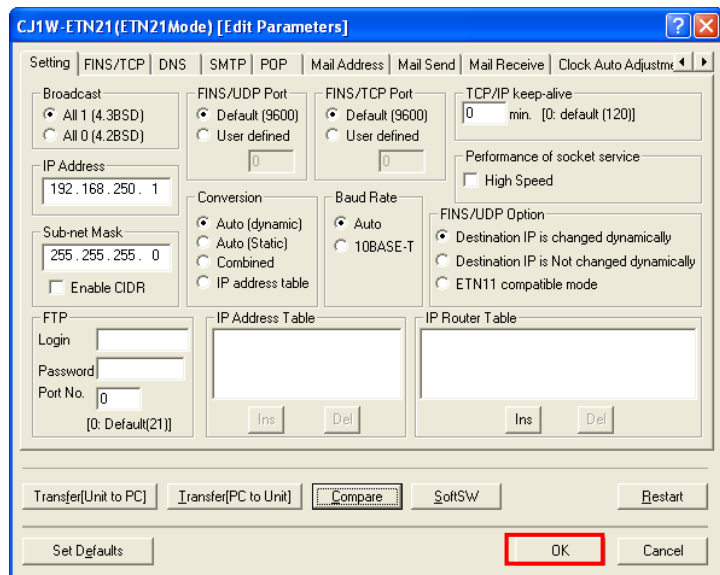 CJ1W-ETN21(ETN21Mode) [Edit Parameters]
Setting FINS/TCP DNS SMTP POP Mail Address Mail Send Mail Receive Clock Auto Adjustme
Broadcast
All 1 (4.3BSD)
All 0 (4.2BSD)
FINS/UDP Port
Default (9600)
User defined
0
FINS/TCP Port
Default (9600)
User defined
0
TCP/IP keep-alive
0 min. [0: default (120)]
Performance of socket service
High Speed
IP Address
192.168.250. 1
Sub-net Mask
255.255.255. 0
Enable CIDR
Conversion
Auto (dynamic)
Auto (Static)
Combined
IP address table
Baud Rate
Auto
10BASE-T
FINS/UDP Option
Destination IP is changed dynamically
Destination IP is Not changed dynamically
ETN11 compatible mode
FTP
Login
Password
Port No. 0
[0: Default(21)]
IP Address Table
Ins Del
IP Router Table
Ins Del
Transfer[Unit to PC] Transfer[PC to Unit] Compare SoftSW Restart
Set Defaults OK Cancel